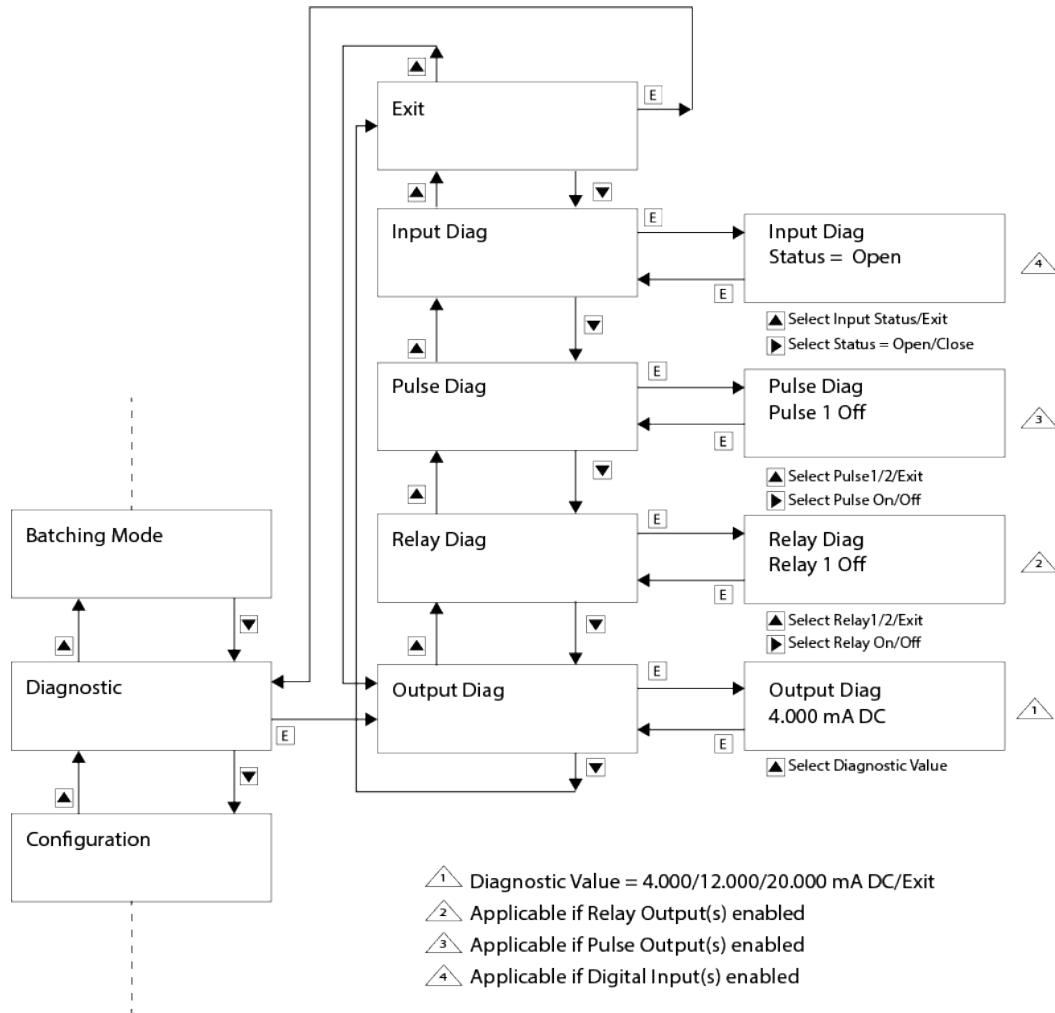 Exit
E
Input Diag
E
Input Diag
Status = Open
4
E
Select Input Status/Exit
Select Status = Open/Close
Pulse Diag
E
Pulse Diag
Pulse 1 Off
3
E
Select Pulse1/2/Exit
Select Pulse On/Off
Batching Mode
Relay Diag
E
Relay Diag
Relay 1 Off
2
E
Select Relay1/2/Exit
Select Relay On/Off
Diagnostic
E
Output Diag
E
Output Diag
4.000 mA DC
1
E
Select Diagnostic Value
Configuration
1 Diagnostic Value = 4.000/12.000/20.000 mA DC/Exit
2 Applicable if Relay Output(s) enabled
3 Applicable if Pulse Output(s) enabled
4 Applicable if Digital Input(s) enabled